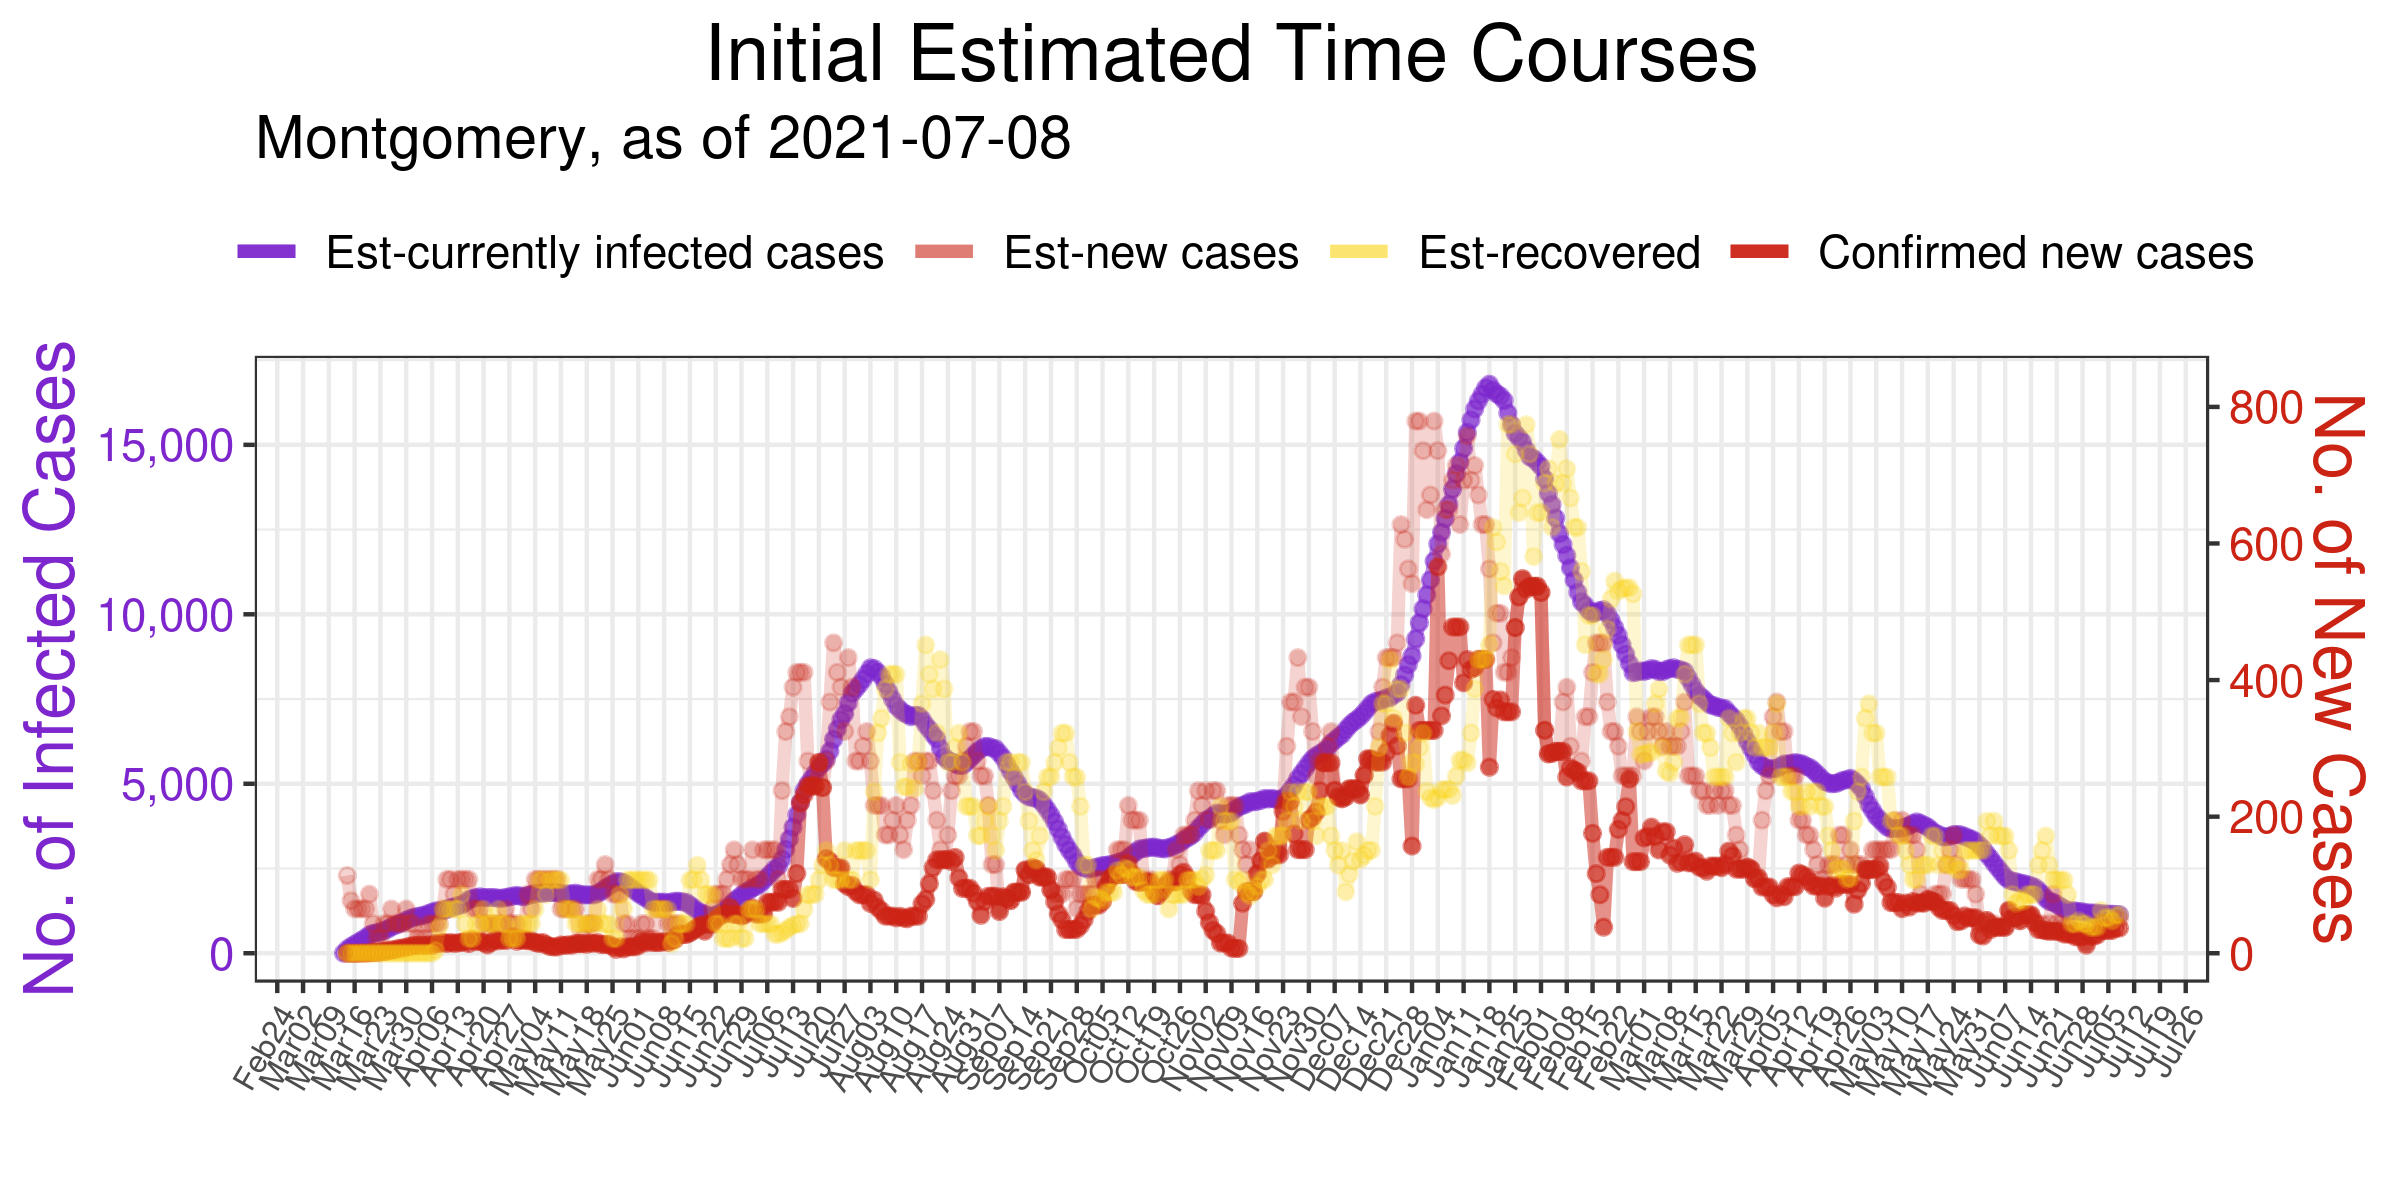 Initial Estimated Time Courses
Montgomery, as of 2021-07-08
Est-currently infected cases
Est-new cases
Est-recovered
Confirmed new cases
No. of Infected Cases
15,000
10,000
5,000
0
No. of New Cases
800
600
400
200
0
Feb24
Mar02
Mar09
Mar16
Mar23
Mar30
Apr06
Apr13
Apr20
Apr27
May04
May11
May18
May25
Jun01
Jun08
Jun15
Jun22
Jun29
Jul06
Jul13
Jul20
Jul27
Aug03
Aug10
Aug17
Aug24
Aug31
Sep07
Sep14
Sep21
Sep28
Oct05
Oct12
Oct19
Oct26
Nov02
Nov09
Nov16
Nov23
Nov30
Dec07
Dec14
Dec21
Dec28
Jan04
Jan11
Jan18
Jan25
Feb01
Feb08
Feb15
Feb22
Mar01
Mar08
Mar15
Mar22
Mar29
Apr05
Apr12
Apr19
Apr26
May03
May10
May17
May24
May31
Jun07
Jun14
Jun21
Jun28
Jul05
Jul12
Jul19
Jul26